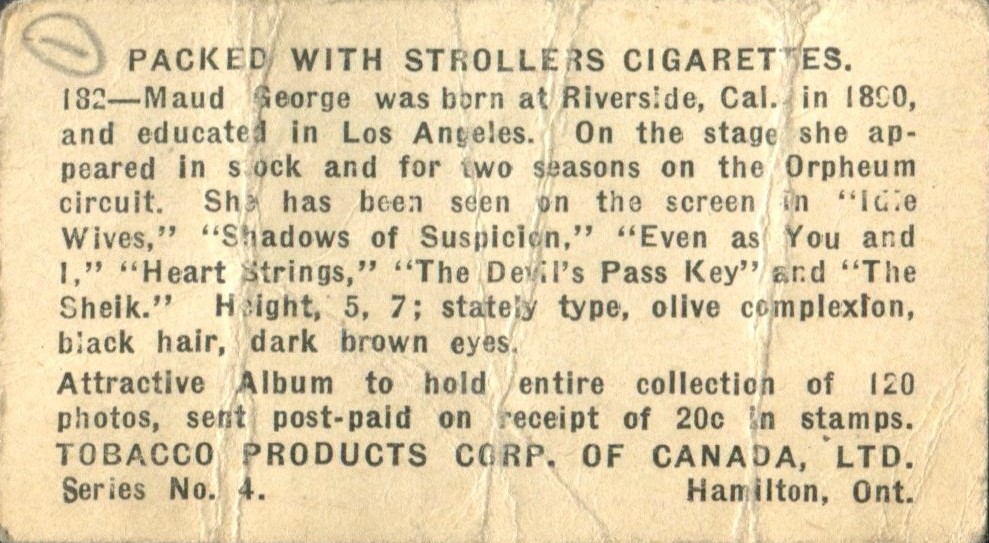 PACKED WITH STROLLERS CIGARETTES.
182—Maud George was born at Riverside, Cal. in 1890,
and educated in Los Angeles. On the stage she ap-
peared in stock and for two seasons on the Orpheum
circuit. She has been seen on the screen in “Idle
Wives,” “Shadows of Suspicion,” “Even as You and
I,” “Heart Strings,” “The Devil’s Pass Key” and “The
Sheik.” Height, 5, 7; stately type, olive complexion,
black hair, dark brown eyes.
Attractive Album to hold entire collection of 120
photos, sent post-paid on receipt of 20c in stamps.
TOBACCO PRODUCTS CORP. OF CANADA, LTD.
Series No. 4. Hamilton, Ont.